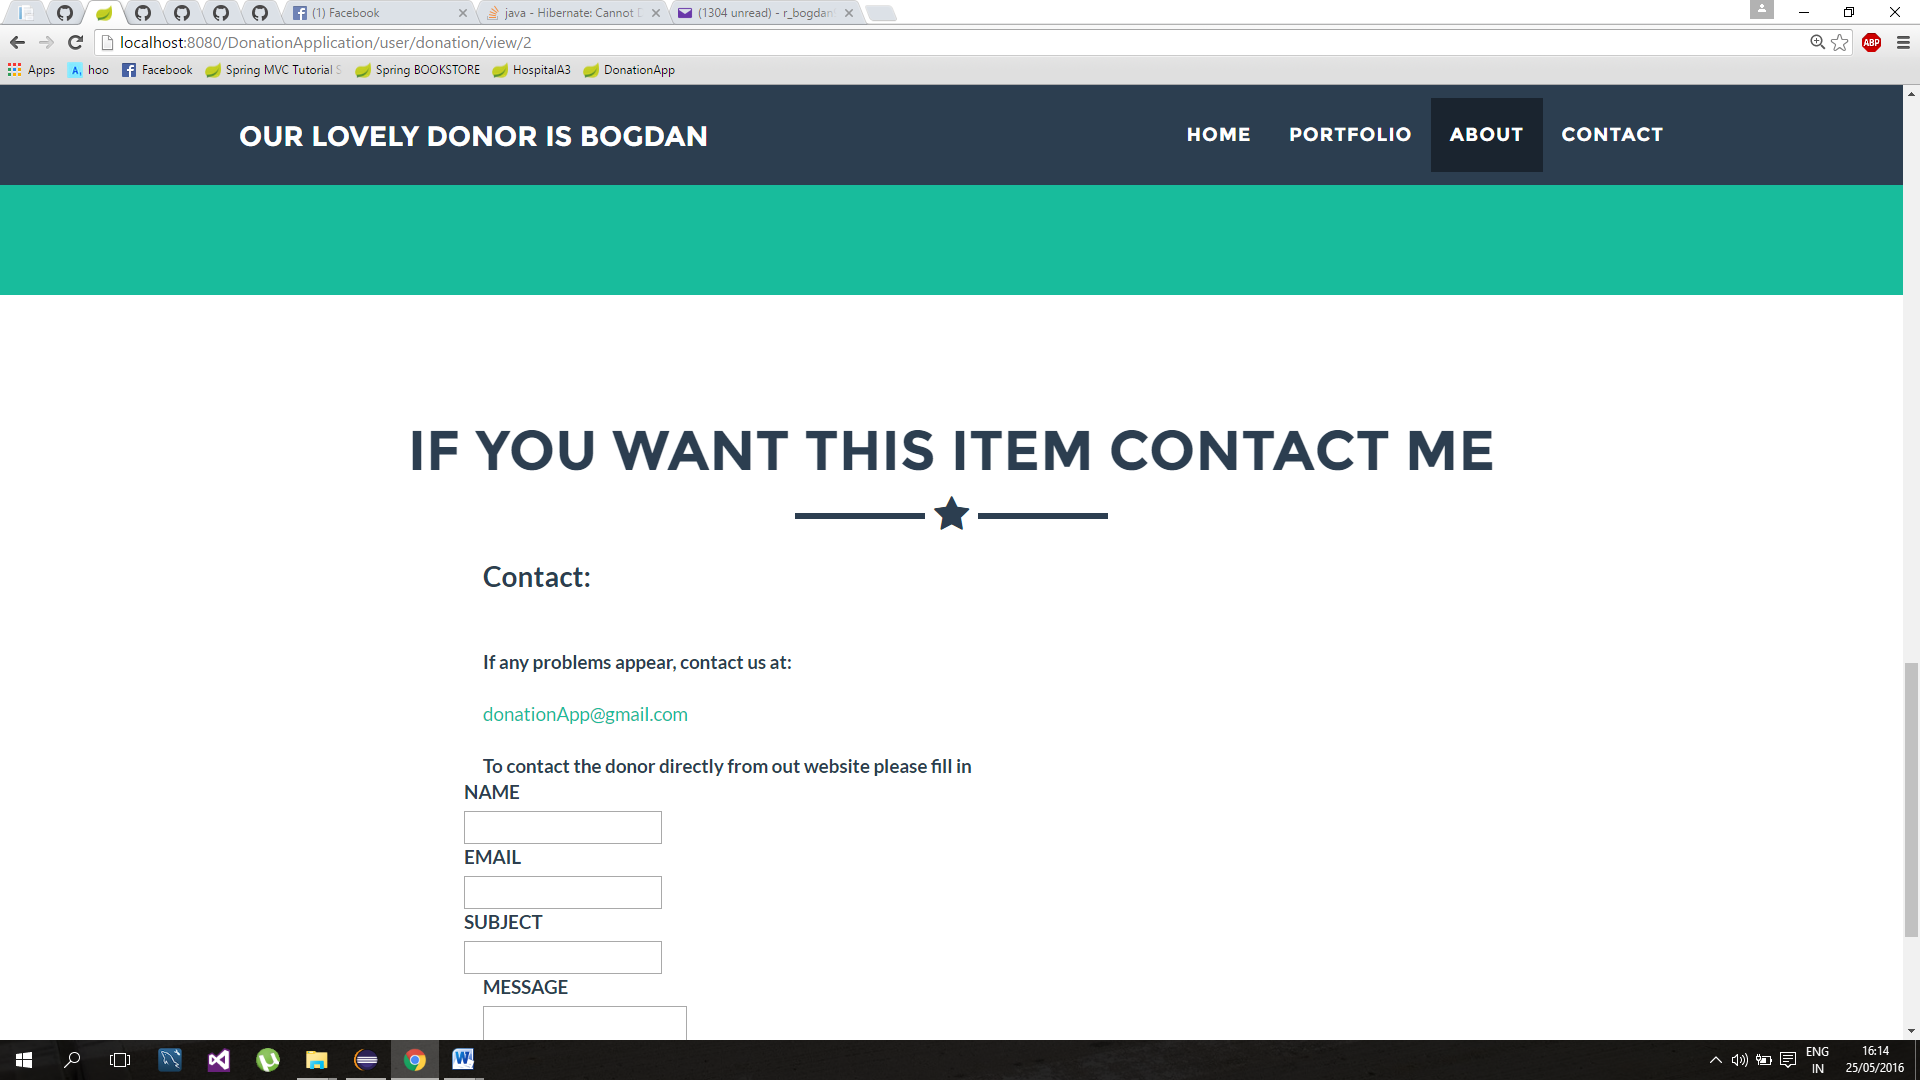 (1) Facebook
java - Hibernate: Cannot
(1304 unread) - r_bogdan
localhost:8080/DonationApplication/user/donation/view/2
ABP
Apps
A,
hoo
Facebook
Spring MVC Tutorial
Spring BOOKSTORE
HospitalA3
DonationApp
OUR LOVELY DONOR IS BOGDAN
HOME PORTFOLIO ABOUT CONTACT
IF YOU WANT THIS ITEM CONTACT ME
Contact:
If any problems appear, contact us at:
donationApp@gmail.com
To contact the donor directly from out website please fill in
NAME
EMAIL
SUBJECT
MESSAGE
ENG
IN
16:14
25/05/2016